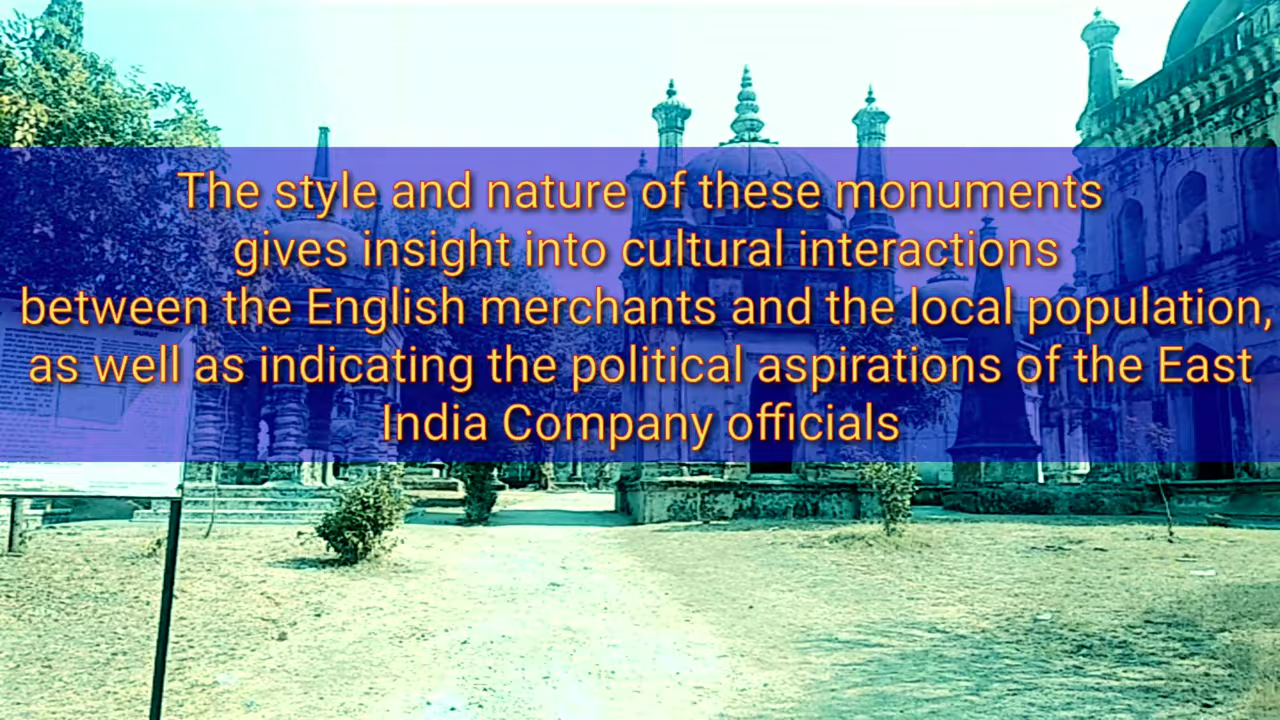 The style and nature of these monuments
gives insight into cultural interactions
between the English merchants and the local population,
as well as indicating the political aspirations of the East
India Company officials